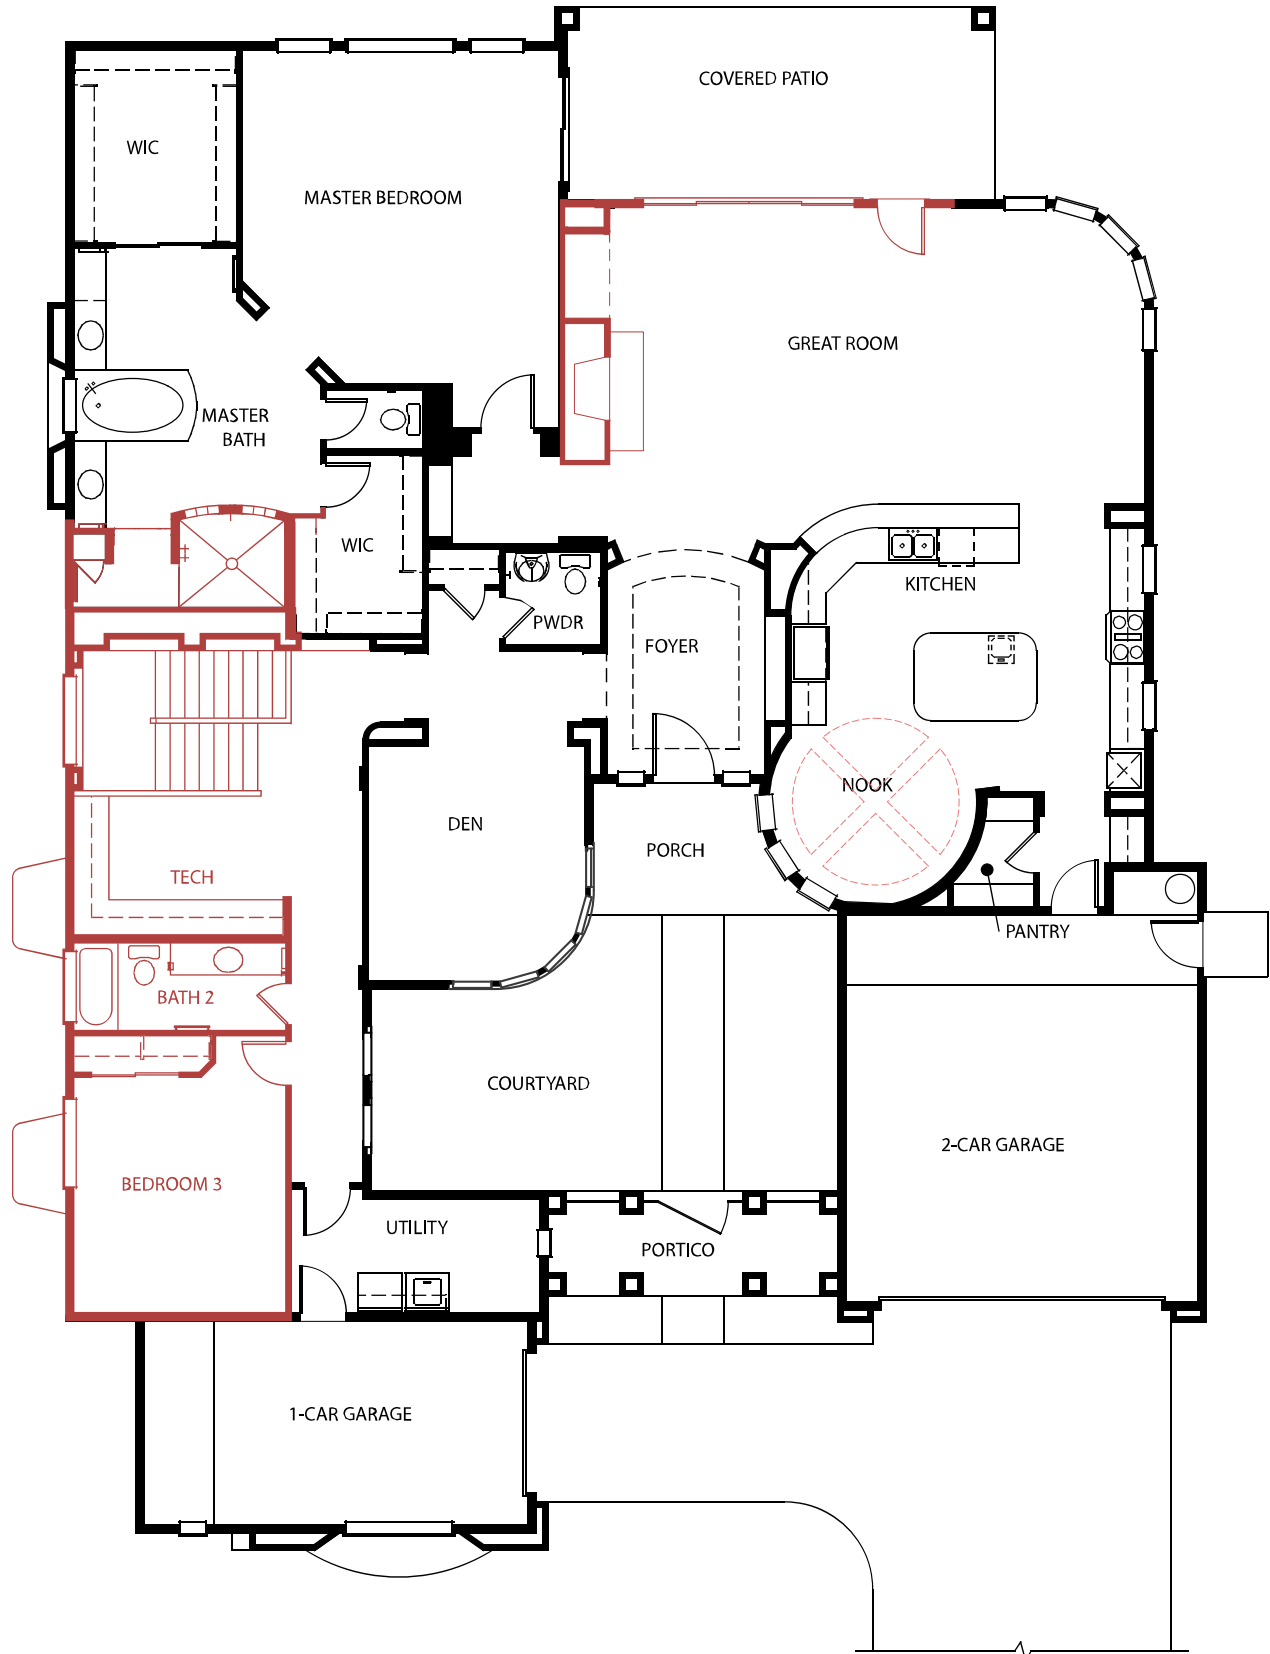 COVERED PATIO
WIC
MASTER BEDROOM
GREAT ROOM
MASTER
BATH
WIC
KITCHEN
PWDR
FOYER
NOOK
DEN
PORCH
TECH
PANTRY
BATH 2
COURTYARD
2-CAR GARAGE
BEDROOM 3
UTILITY
PORTICO
1-CAR GARAGE